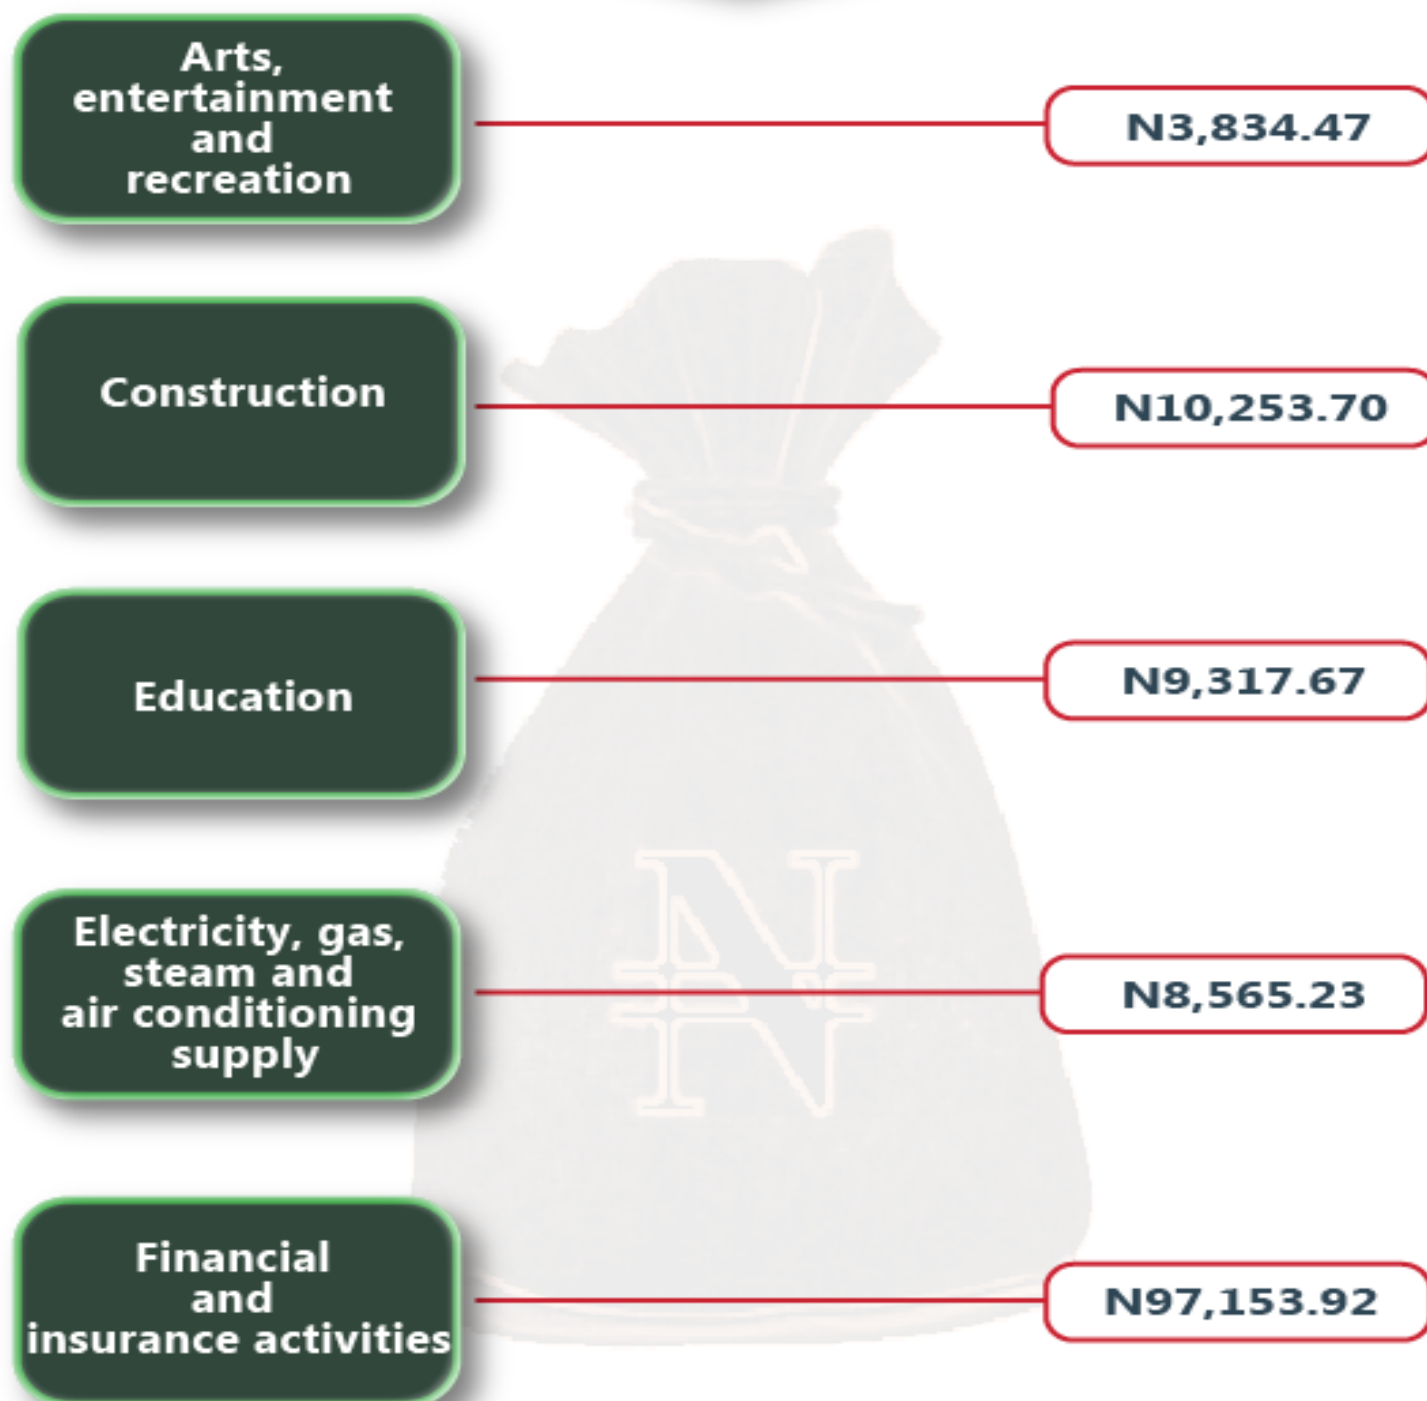 Arts,
entertainment
and
recreation
N3,834.47
Construction
N10,253.70
Education
N9,317.67
Electricity, gas,
steam and
air conditioning
supply
N8,565.23
Financial
and
insurance activities
N97,153.92
N